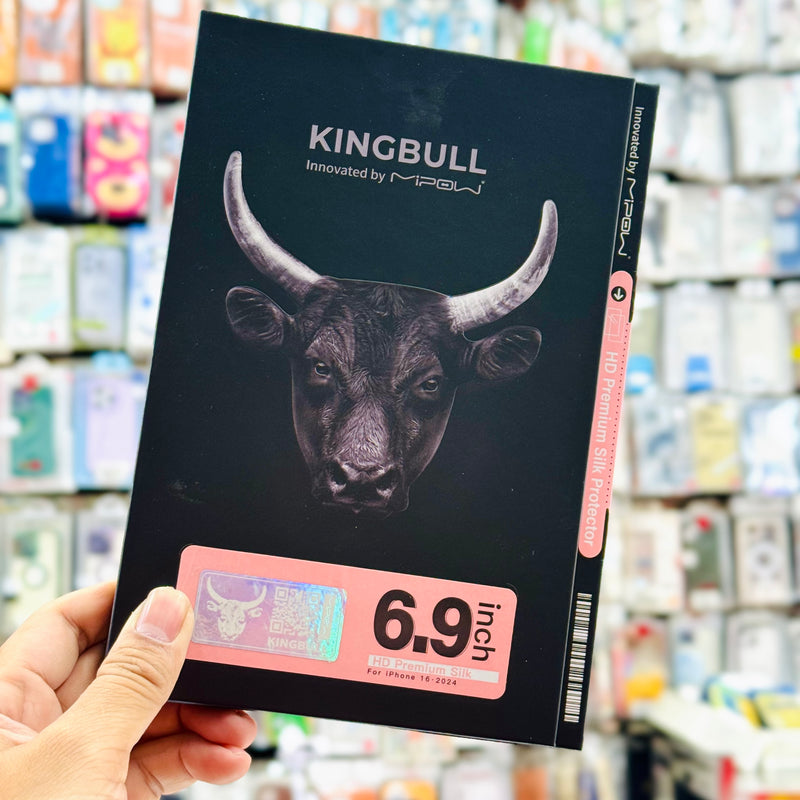 KINGBULL
Innovated by MIPOW
Innovated by MIPOW
HD Premium Silk Protector
KINGBULL
6.9 inch
HD Premium Silk
For iPhone 16-2024